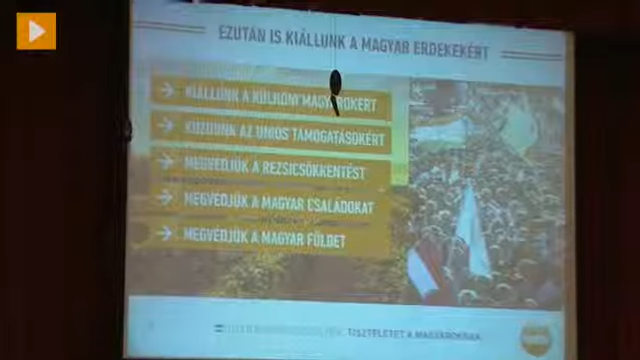 EZUTÁN IS KIÁLLUNK A MAGYAR ÉRDEKEKÉRT
KIÁLLUNK A KÜLHONI MAGYAROKÉRT
KÜZDÜNK AZ UNIÓS TÁMOGATÁSOKÉRT
MEGVÉDJÜK A REZSICSÖKKENTÉST
MEGVÉDJÜK A MAGYAR CSALÁDOKAT
MEGVÉDJÜK A MAGYAR FÖLDET
TISZTELETET A MAGYAROKNAK